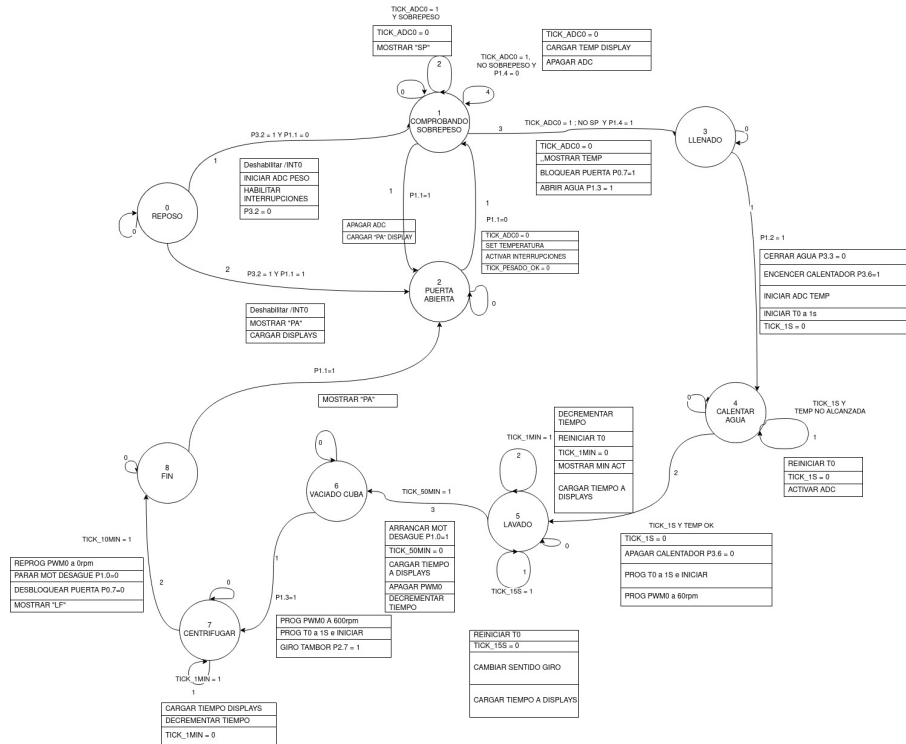 TICK_ADC0 = 1
Y SOBREPESO
TICK_ADC0 = 0
MOSTRAR "SP"
2
0
TICK_ADC0 = 1,
NO SOBREPESO Y
P1.4 = 0
4
TICK_ADC0 = 0
CARGAR TEMP DISPLAY
APAGAR ADC
1
COMPROBANDO
SOBREPESO
TICK_ADC0 = 1 ; NO SP Y P1.4 = 1
3
3
LLENADO
0
P3.2 = 1 Y P1.1 = 0
1
TICK_ADC0 = 0
,,MOSTRAR TEMP
BLOQUEAR PUERTA P0.7=1
ABRIR AGUA P1.3 = 1
Deshabilitar /INT0
INICIAR ADC PESO
HABILITAR
INTERRUPCIONES
P3.2 = 0
0
REPOSO
0
1
P1.1=1
1
P1.1=0
APAGAR ADC
CARGAR "PA" DISPLAY
TICK_ADC0 = 0
SET TEMPERATURA
ACTIVAR INTERRUPCIONES
TICK_PESADO_OK = 0
1
P1.2 = 1
CERRAR AGUA P3.3 = 0
ENCENCER CALENTADOR P3.6=1
INICIAR ADC TEMP
INICIAR T0 a 1s
TICK_1S = 0
2
P3.2 = 1 Y P1.1 = 1
2
PUERTA
ABIERTA
0
Deshabilitar /INT0
MOSTRAR "PA"
CARGAR DISPLAYS
P1.1=1
MOSTRAR "PA"
4
CALENTAR
AGUA
0
TICK_1S Y
TEMP NO ALCANZADA
1
REINICIAR T0
TICK_1S = 0
ACTIVAR ADC
2
DECREMENTAR
TIEMPO
REINICIAR T0
TICK_1MIN = 0
MOSTRAR MIN ACT
CARGAR TIEMPO A
DISPLAYS
TICK_1MIN = 1
2
8
FIN
0
6
VACIADO CUBA
0
TICK_50MIN = 1
3
5
LAVADO
0
1
TICK_15S = 1
TICK_1S Y TEMP OK
TICK_1S = 0
APAGAR CALENTADOR P3.6 = 0
PROG T0 a 1S e INICIAR
PROG PWM0 a 60rpm
ARRANCAR MOT
DESAGUE P1.0=1
TICK_50MIN = 0
CARGAR TIEMPO
A DISPLAYS
APAGAR PWM0
DECREMENTAR
TIEMPO
TICK_10MIN = 1
2
REPROG PWM0 a 0rpm
PARAR MOT DESAGUE P1.0=0
DESBLOQUEAR PUERTA P0.7=0
MOSTRAR "LF"
1
P1.3=1
0
7
CENTRIFUGAR
PROG PWM0 A 600rpm
PROG T0 a 1S e INICIAR
GIRO TAMBOR P2.7 = 1
REINICIAR T0
TICK_15S = 0
CAMBIAR SENTIDO GIRO
CARGAR TIEMPO A DISPLAYS
TICK_1MIN = 1
1
CARGAR TIEMPO DISPLAYS
DECREMENTAR TIEMPO
TICK_1MIN = 0